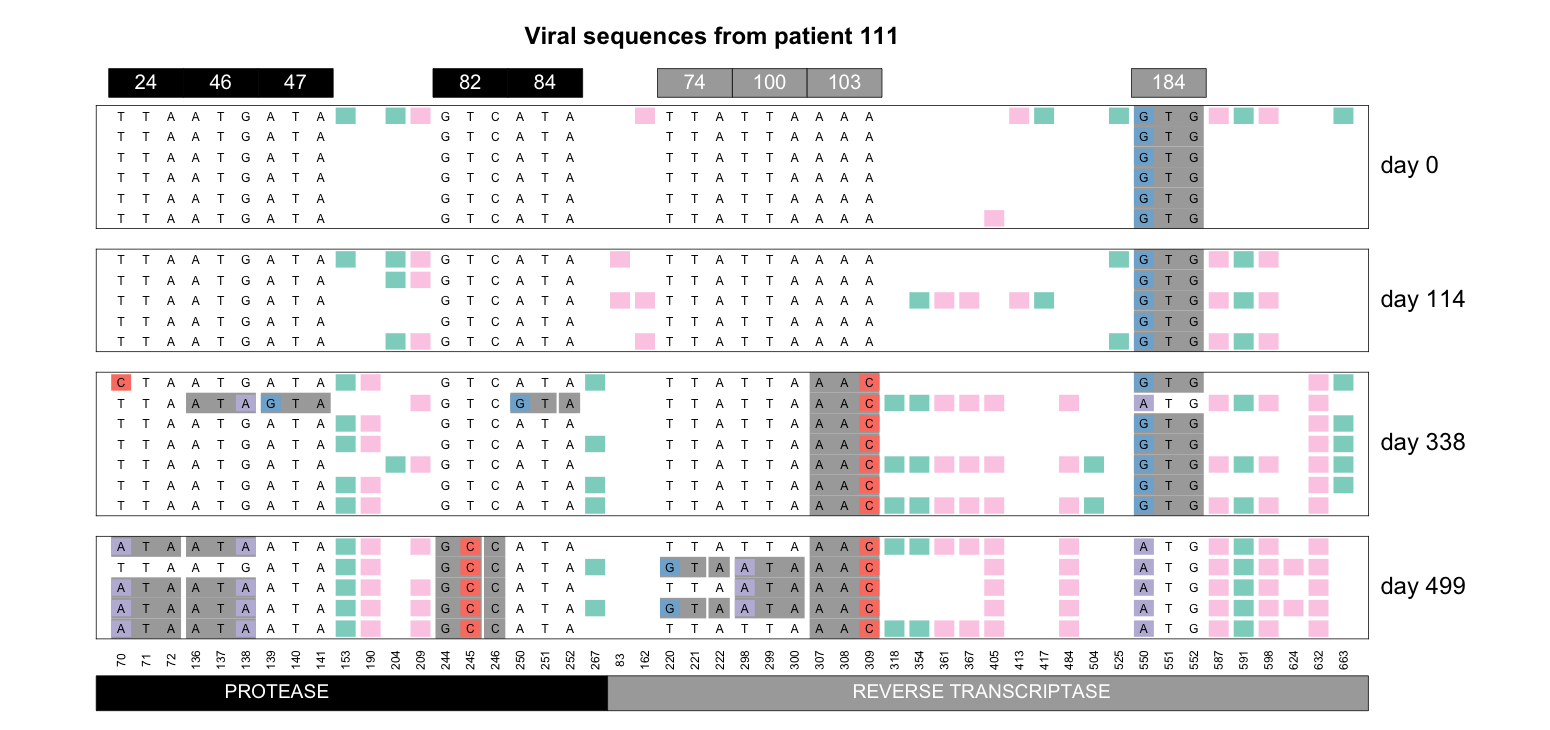 Viral sequences from patient 111
24 46 47 82 84 74 100 103 184
T T A A T G A T A G T C A T A T T A T T A A A A G T G
T T A A T G A T A G T C A T A T T A T T A A A A G T G
T T A A T G A T A G T C A T A T T A T T A A A A G T G
day 0
T T A A T G A T A G T C A T A T T A T T A A A A G T G
T T A A T G A T A G T C A T A T T A T T A A A A G T G
T T A A T G A T A G T C A T A T T A T T A A A A G T G
T T A A T G A T A G T C A T A T T A T T A A A A G T G
T T A A T G A T A G T C A T A T T A T T A A A A G T G
T T A A T G A T A G T C A T A T T A T T A A A A G T G
day 114
T T A A T G A T A G T C A T A T T A T T A A A A G T G
T T A A T G A T A G T C A T A T T A T T A A A A G T G
C T A A T G A T A G T C A T A T T A T T A A A C G T G
T T A A T A G T A G T C G T A T T A T T A A A C A T G
T T A A T G A T A G T C A T A T T A T T A A A C G T G
T T A A T G A T A G T C A T A T T A T T A A A C G T G
day 338
T T A A T G A T A G T C A T A T T A T T A A A C G T G
T T A A T G A T A G T C A T A T T A T T A A A C G T G
T T A A T G A T A G T C A T A T T A T T A A A C G T G
A T A A T A A T A G C C A T A T T A T T A A A C A T G
T T A A T G A T A G C C A T A G T A A T A A A C A T G
A T A A T A A T A G C C A T A T T A A T A A A C A T G
day 499
A T A A T A A T A G C C A T A G T A A T A A A C A T G
A T A A T A A T A G C C A T A T T A T T A A A C A T G
70 71 72 136 137 138 139 140 141 153 190 204 209 244 245 246 250 251 252 267 83 162 220 221 222 298 299 300 307 308 309 318 354 361 367 405 413 417 484 504 525 550 551 552 587 591 598 624 632 663
PROTEASE REVERSE TRANSCRIPTASE